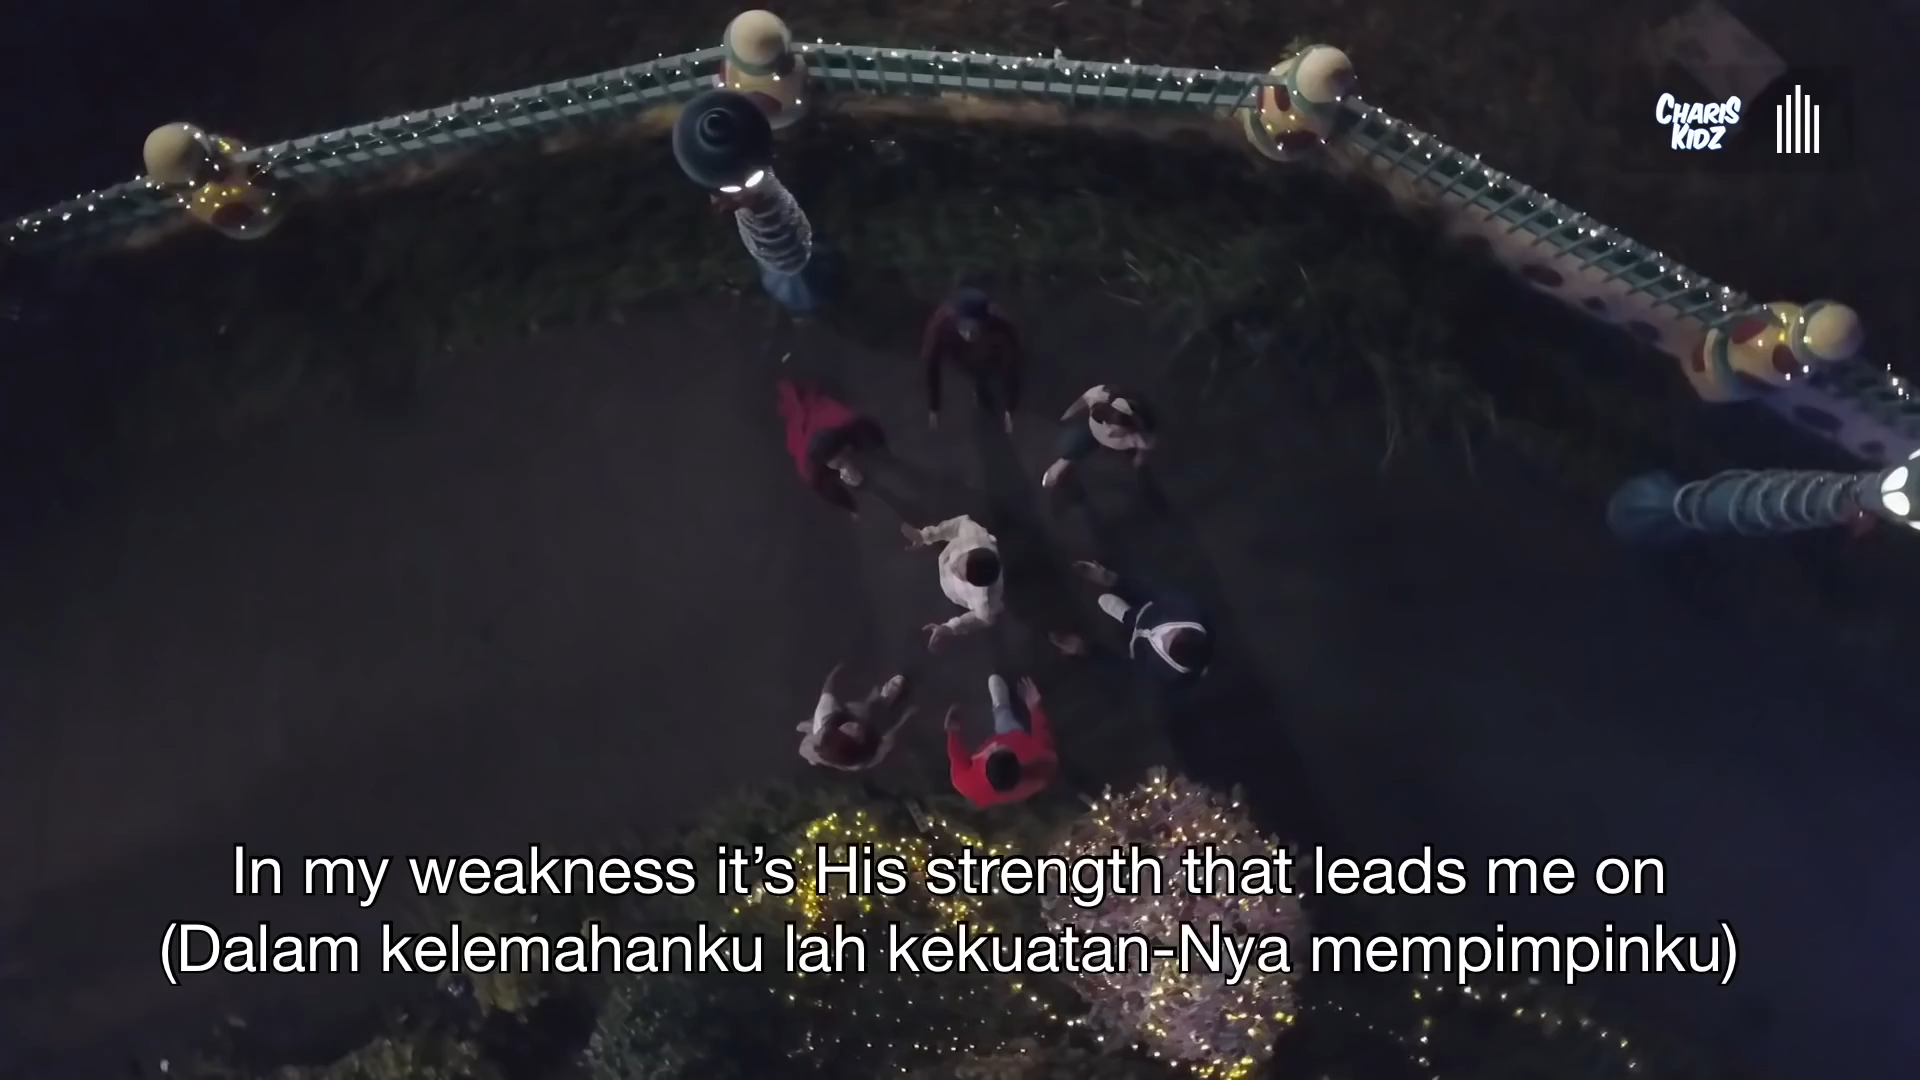 CHARIS
KIDZ
In my weakness it’s His strength that leads me on
(Dalam kelemahanku lah kekuatan-Nya mempimpinku)